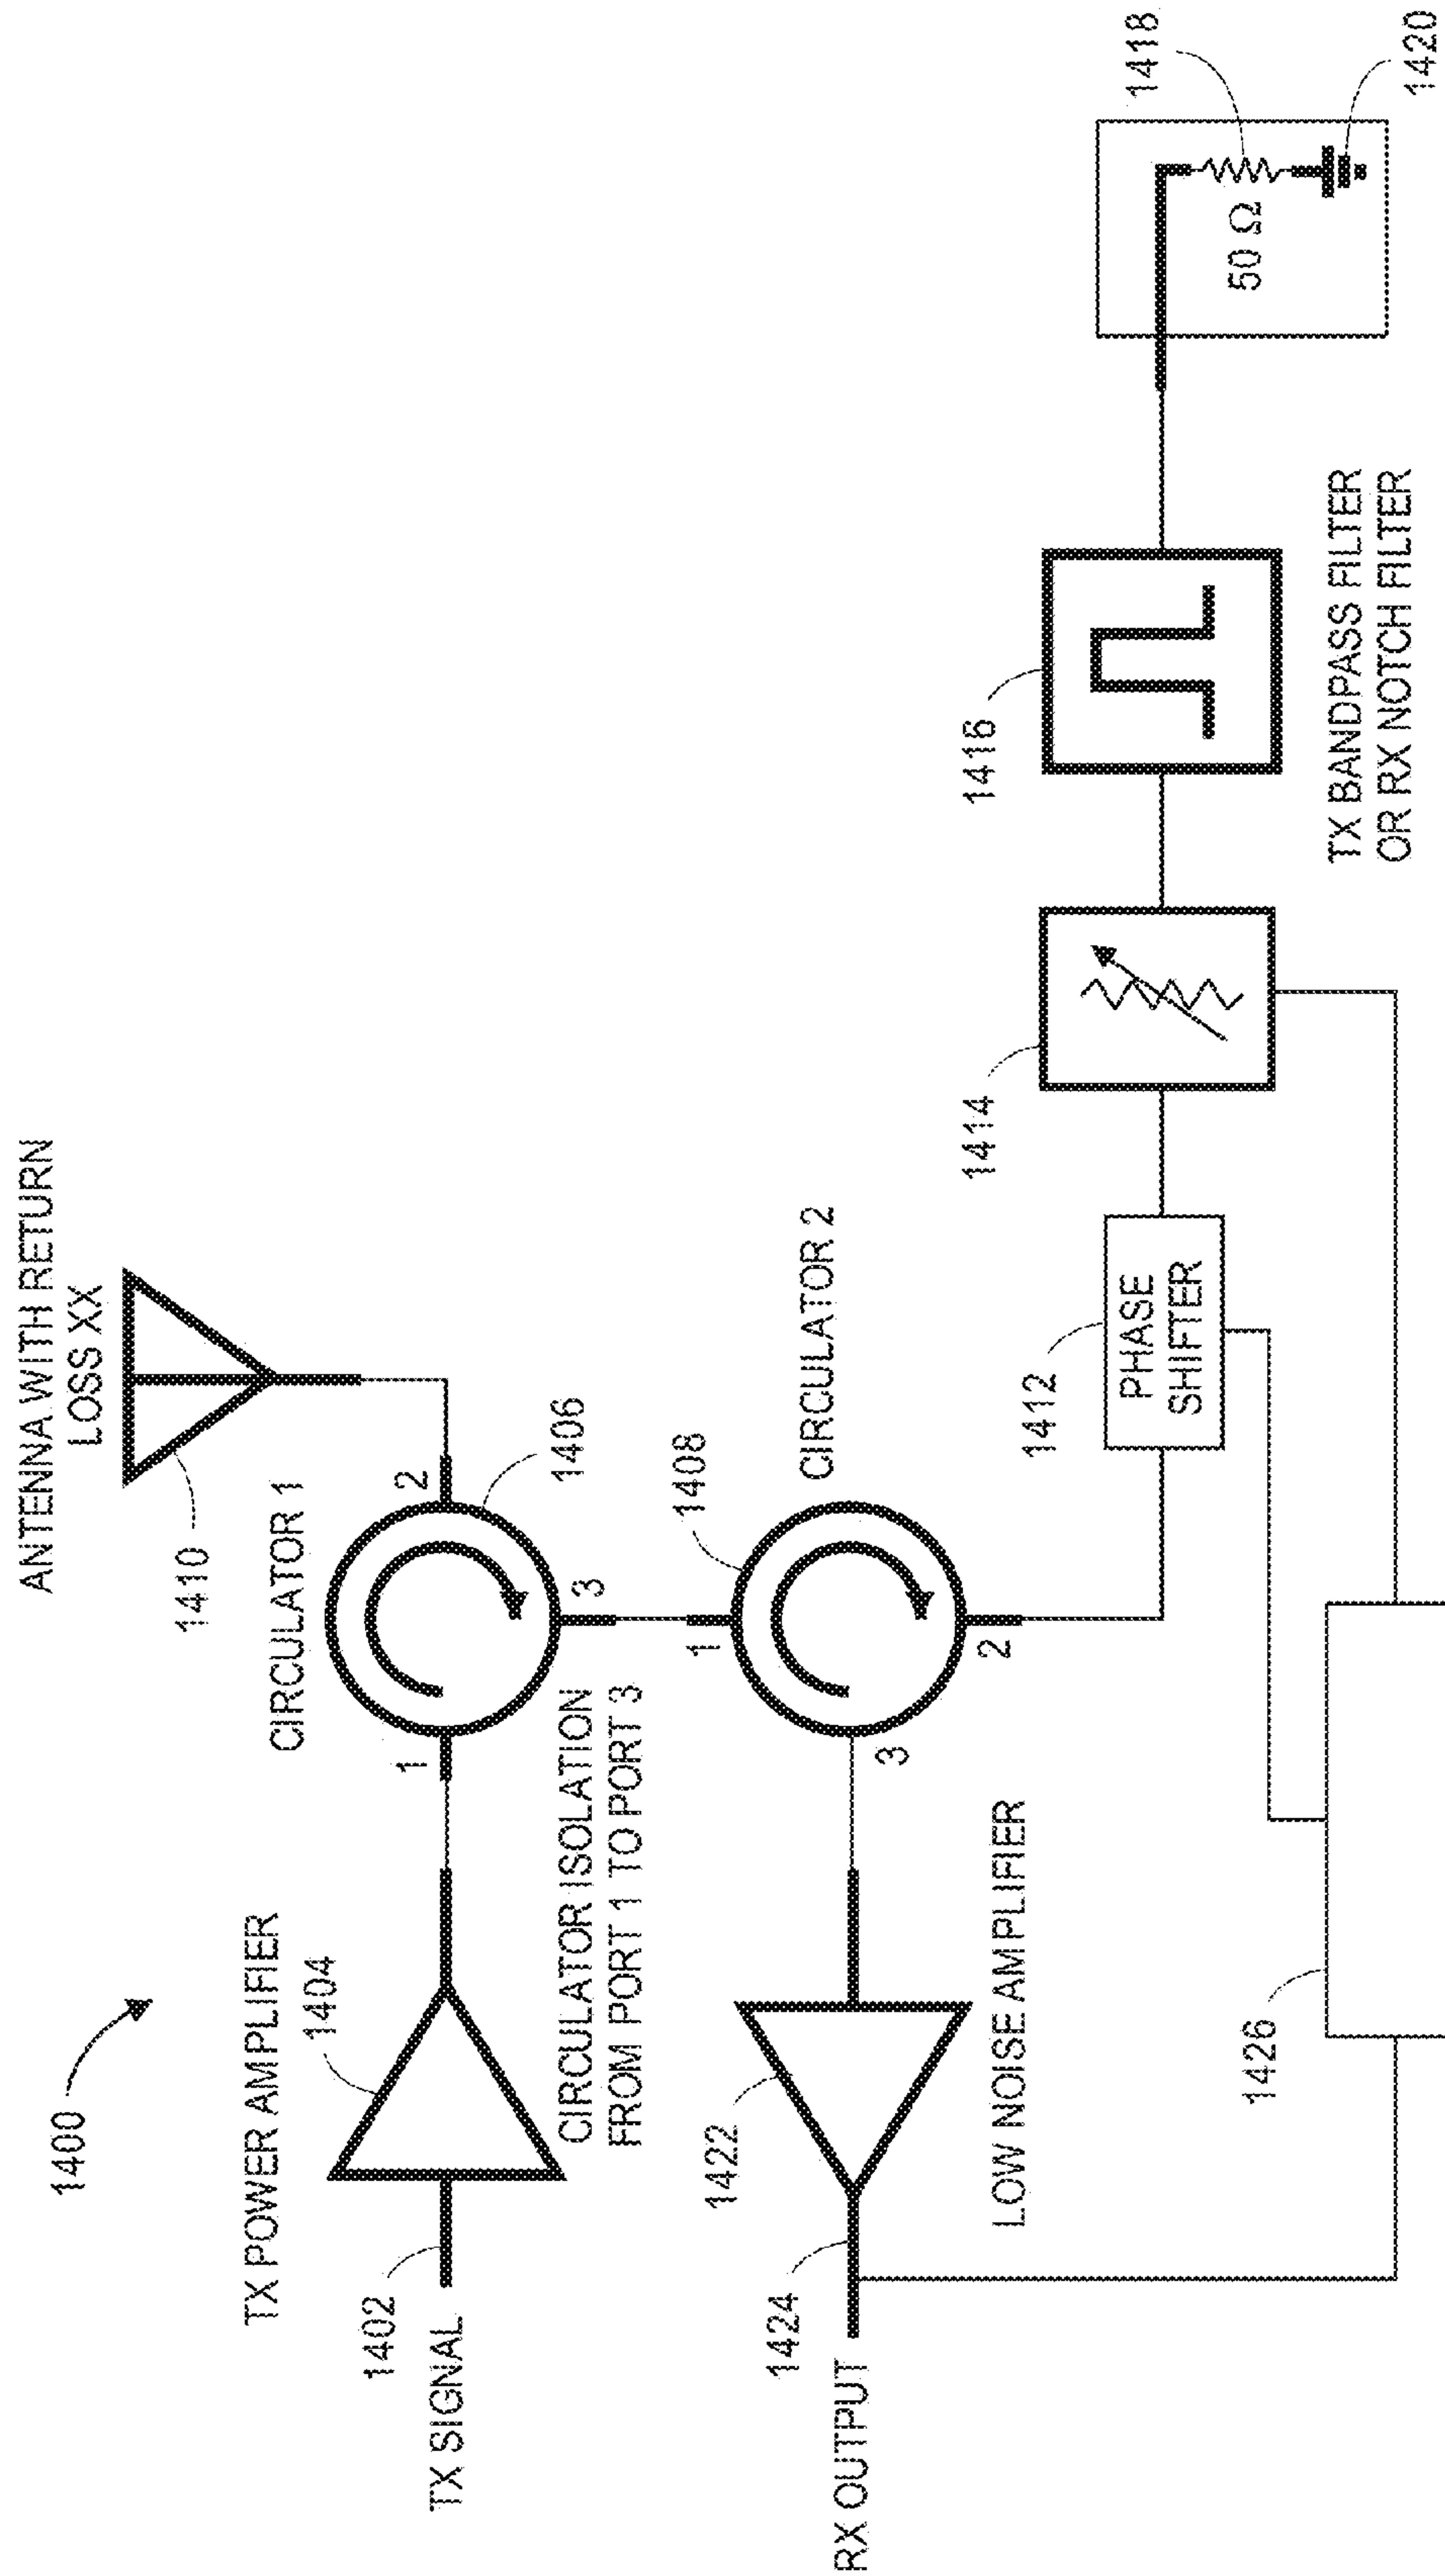 1400
ANTENNA WITH RETURN
LOSS XX
1410
TX POWER AMPLIFIER
1404
CIRCULATOR 1
1402
TX SIGNAL
1
2
1406
3
CIRCULATOR ISOLATION
FROM PORT 1 TO PORT 3
1408
1
CIRCULATOR 2
1422
3
2
1424
RX OUTPUT
LOW NOISE AMPLIFIER
1412
PHASE
SHIFTER
1414
1416
TX BANDPASS FILTER
OR RX NOTCH FILTER
1418
50 Ω
1420
1426